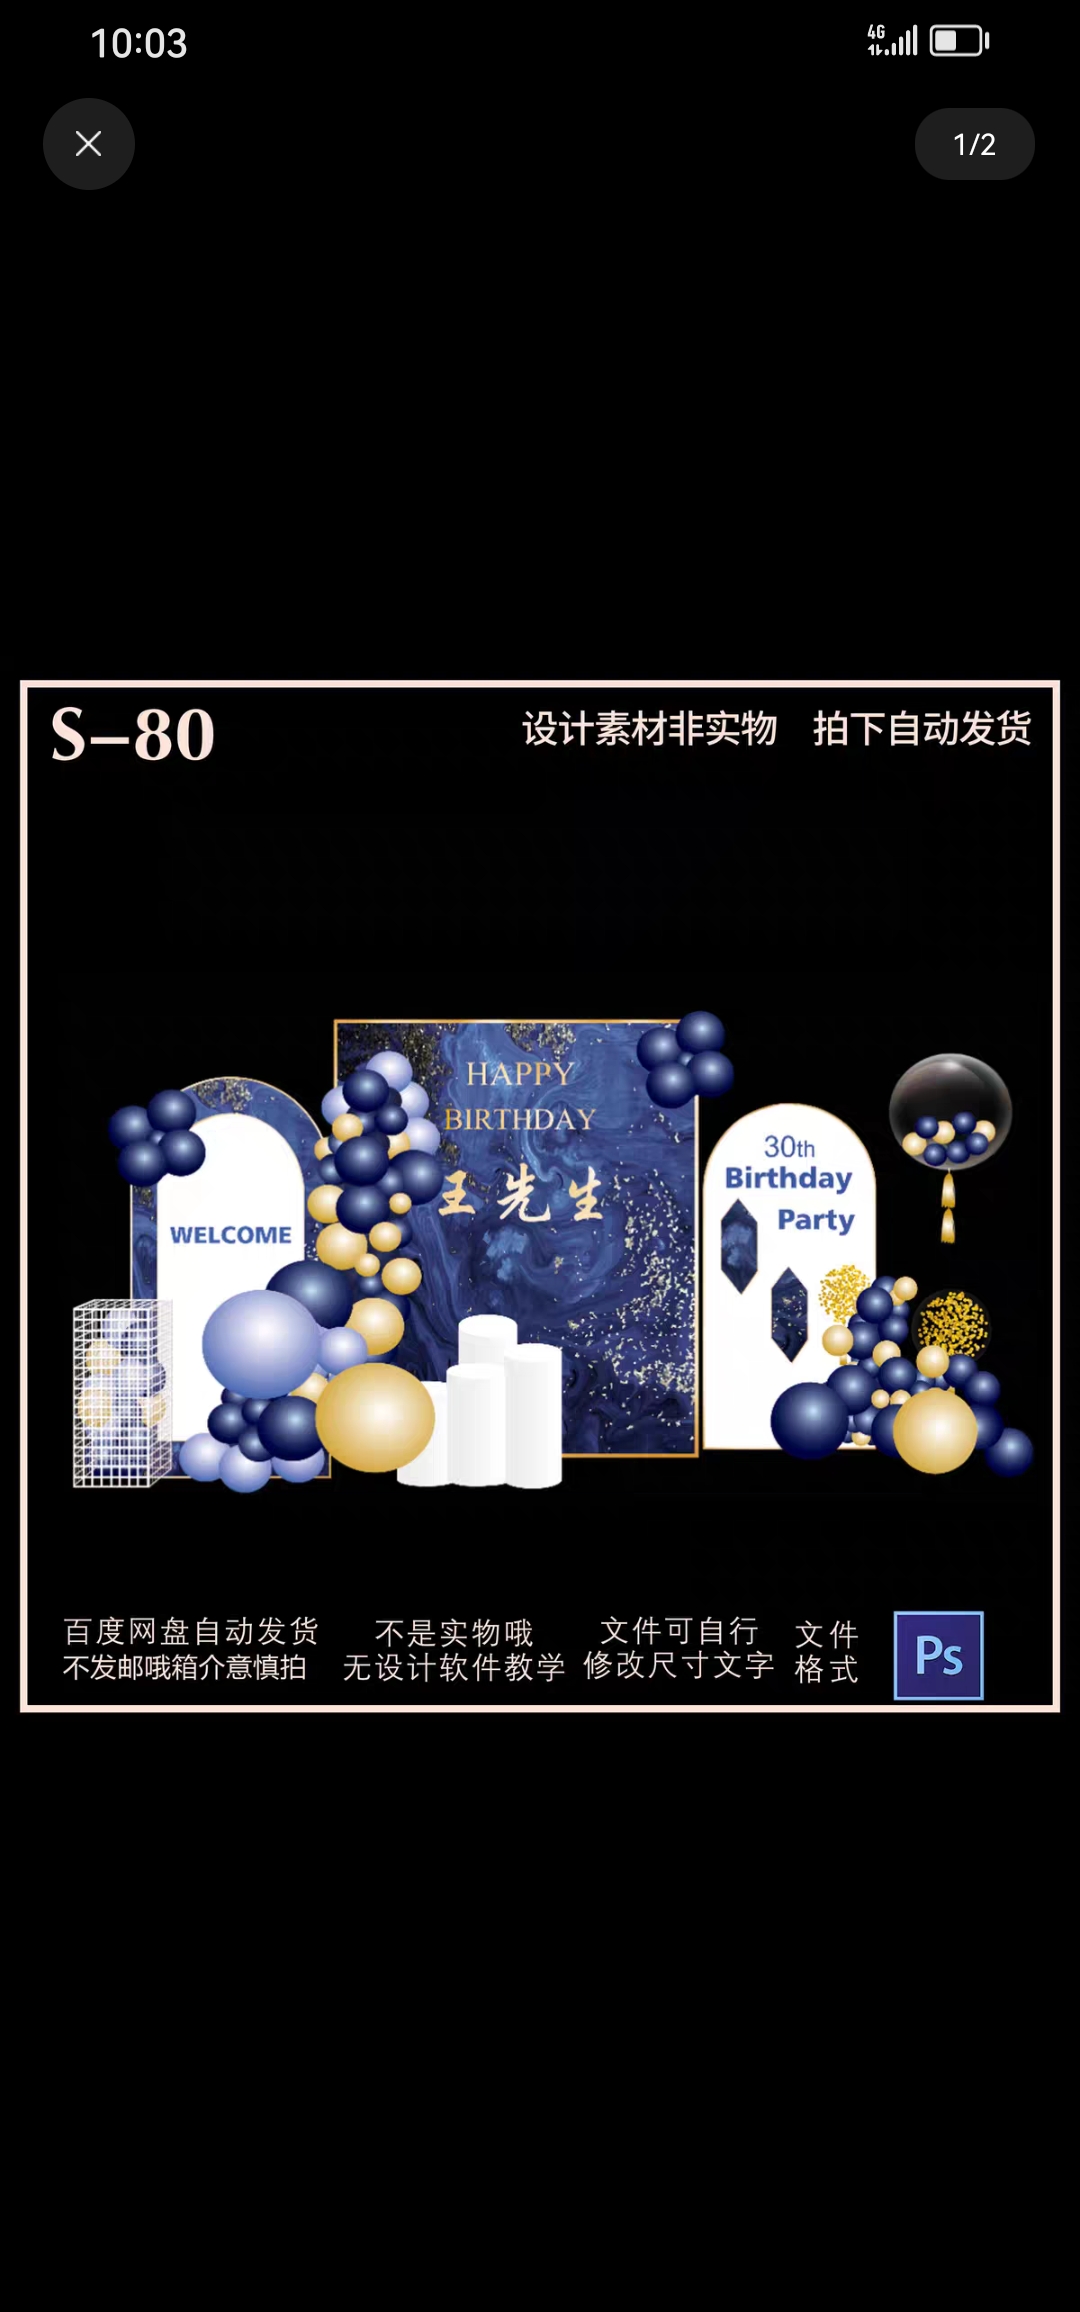 10:03
4G
1/2
S–80
设计素材非实物 拍下自动发货
HAPPY
BIRTHDAY
王先生
WELCOME
30th
Birthday
Party
百度网盘自动发货
不发邮哦箱介意慎拍
不是实物哦
无设计软件教学
文件可自行
修改尺寸文字
文件
格式
Ps